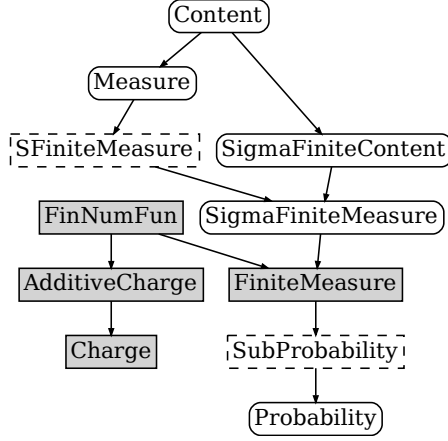 Content
Measure
SFiniteMeasure
SigmaFiniteContent
FinNumFun
SigmaFiniteMeasure
AdditiveCharge
FiniteMeasure
Charge
SubProbability
Probability